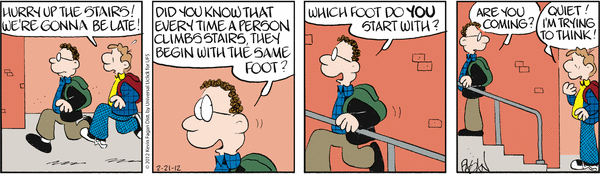 HURRY UP THE STAIRS!
WE'RE GONNA BE LATE!
DID YOU KNOW THAT
EVERY TIME A PERSON
CLIMBS STAIRS, THEY
BEGIN WITH THE SAME
FOOT?
WHICH FOOT DO YOU
START WITH?
ARE YOU
COMING?
QUIET!
I'M TRYING
TO THINK!
© 2012 Kevin Fagan Dist. by Universal Uclick for UFS
2-21-12
FAGAN